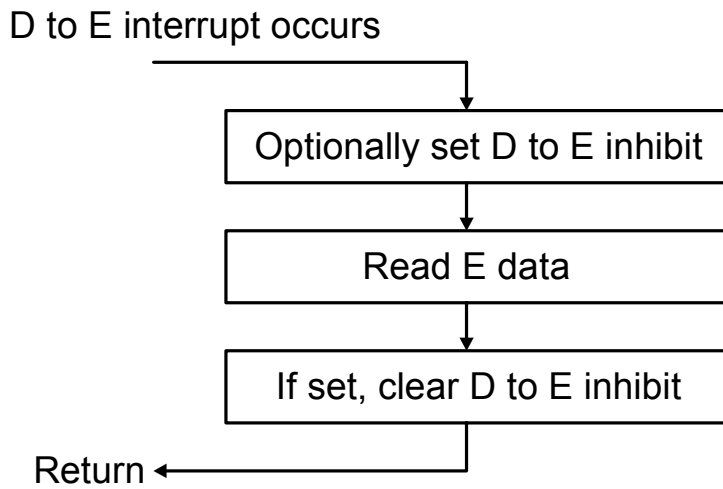 D to E interrupt occurs
Optionally set D to E inhibit
Read E data
If set, clear D to E inhibit
Return